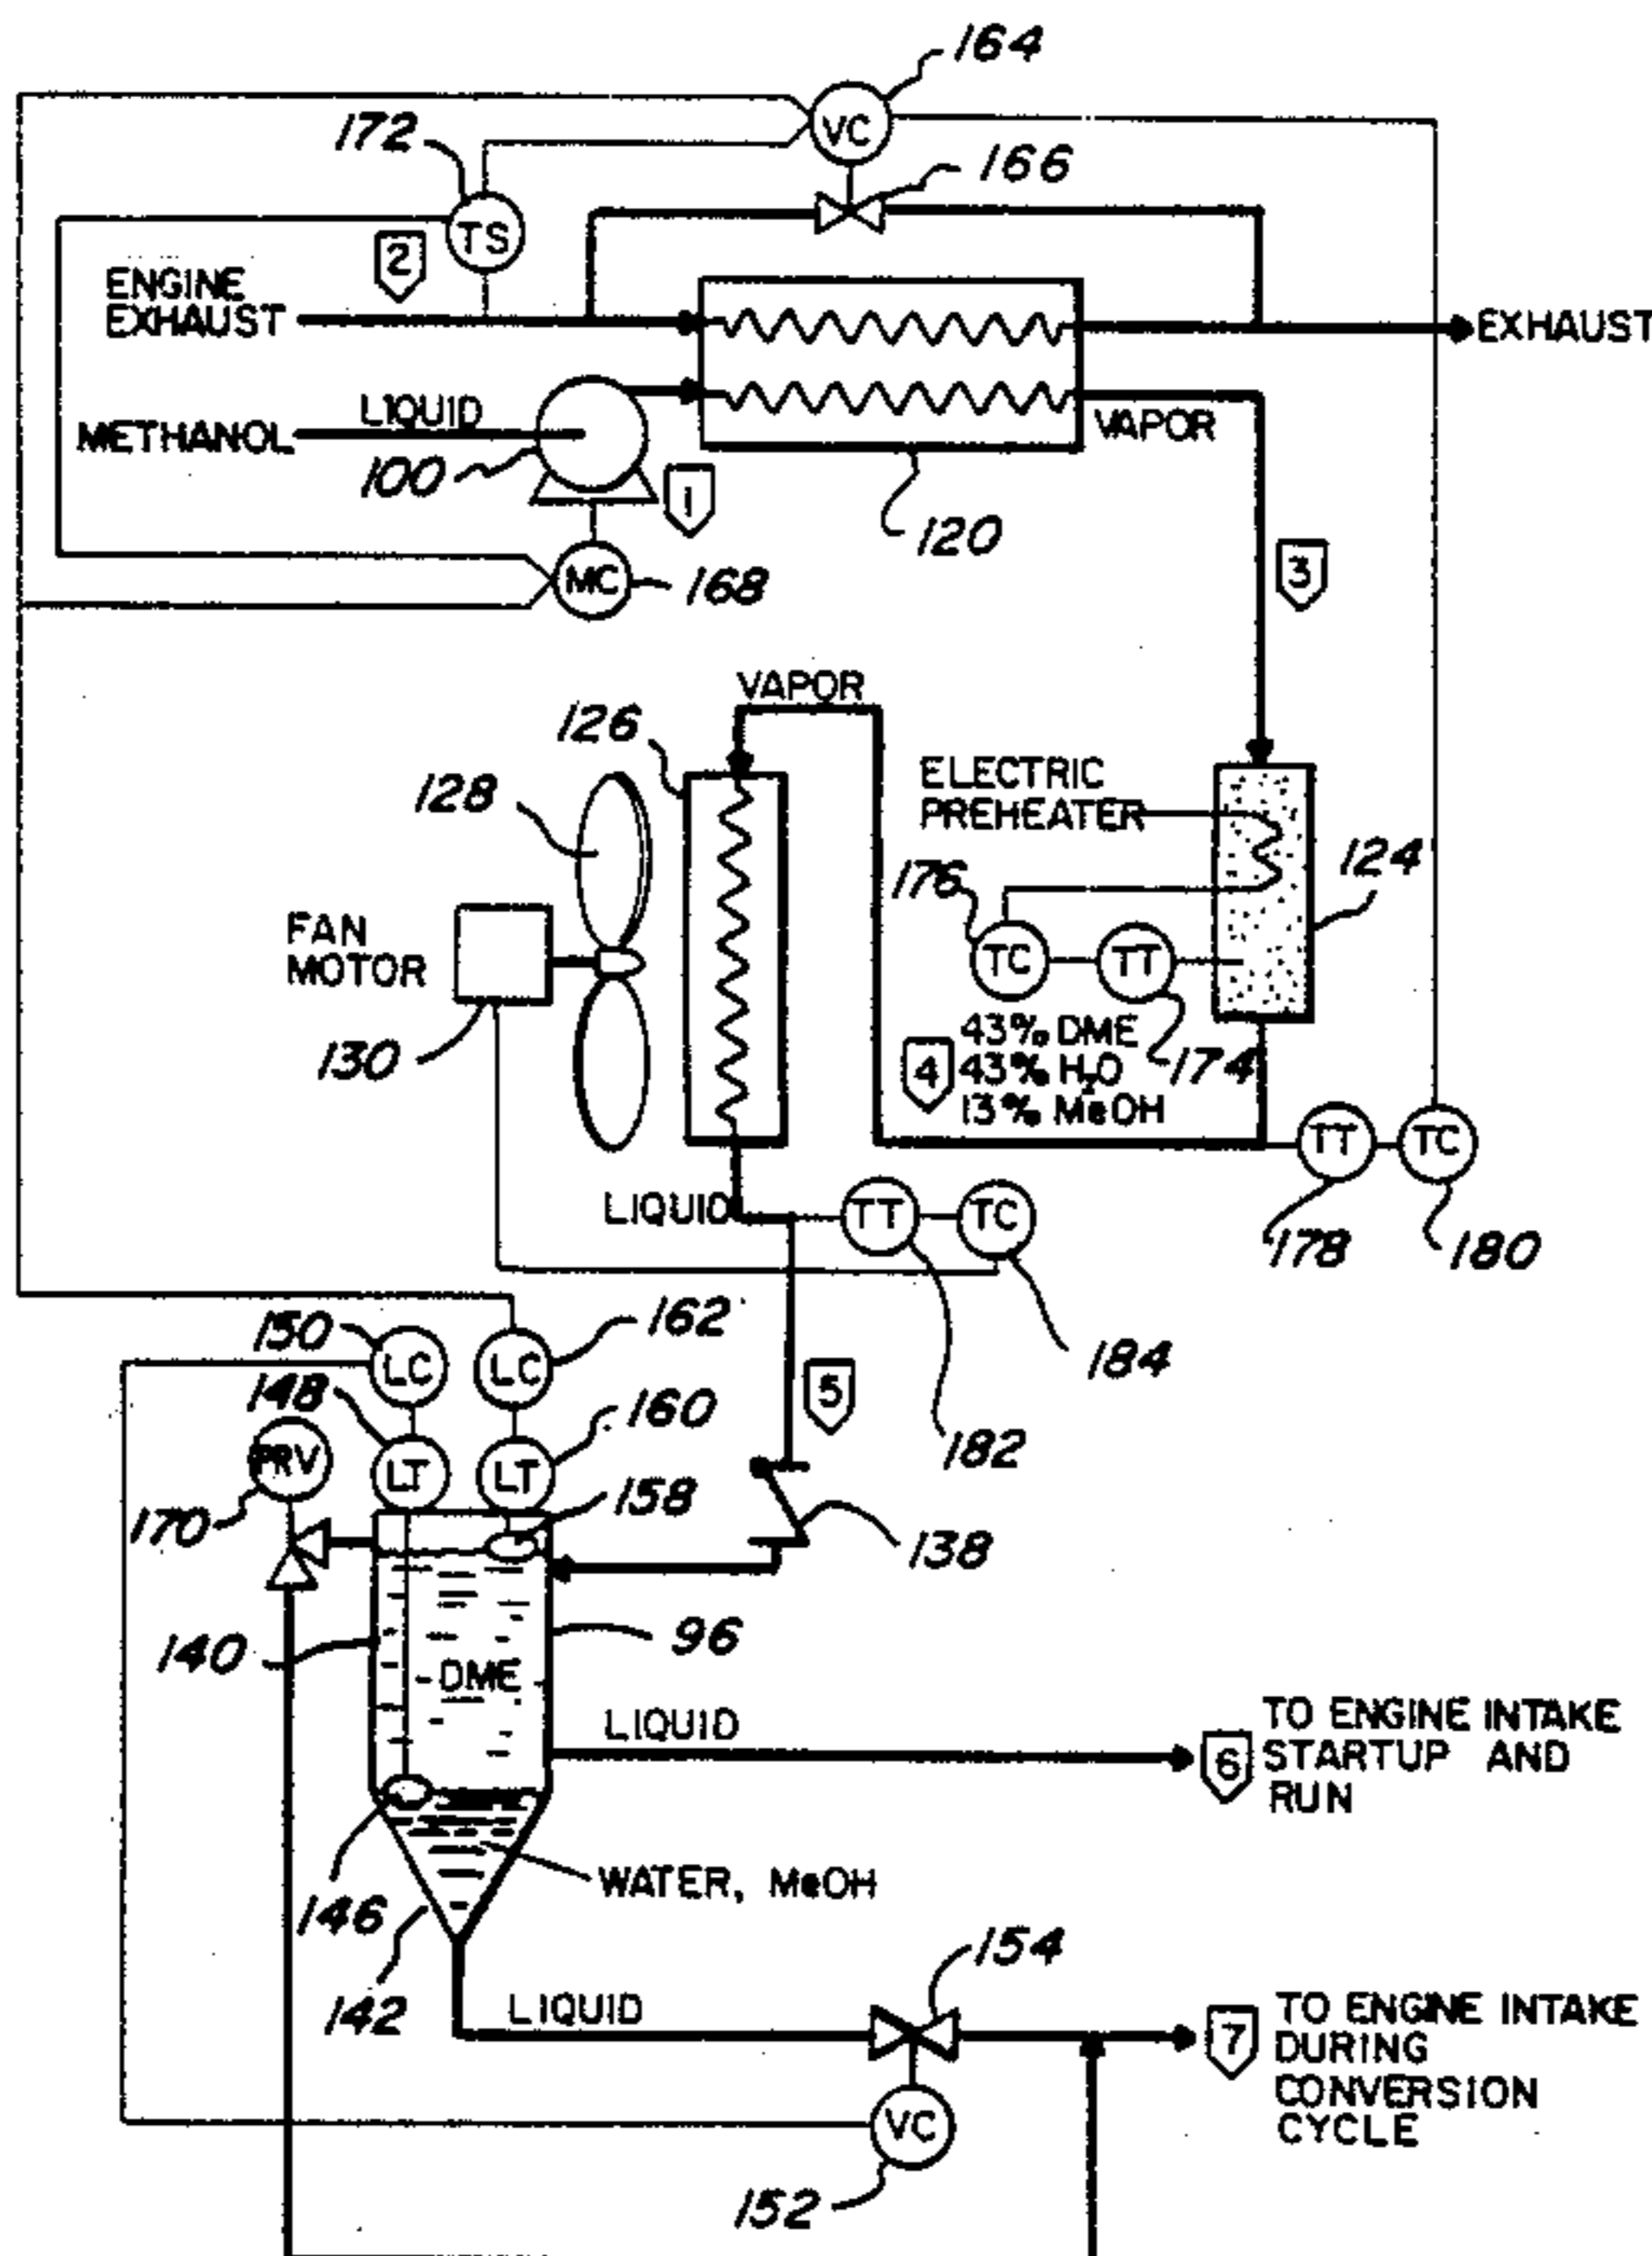 164
172
VC
166
TS
2
ENGINE
EXHAUST
EXHAUST
LIQUID
METHANOL
VAPOR
100
1
120
3
MC
168
VAPOR
126
ELECTRIC
PREHEATER
128
124
176
FAN
MOTOR
TC
TT
43% DME
130
4
43% H₂O
174
13% MeOH
TT
TC
LIQUID
TT
TC
178
180
150
162
LC
LC
184
148
5
160
182
PRV
LT
LT
158
170
138
140
96
DME
LIQUID
6
TO ENGINE INTAKE
STARTUP AND
RUN
WATER, MeOH
146
154
142
LIQUID
7
TO ENGINE INTAKE
DURING
CONVERSION
CYCLE
VC
152